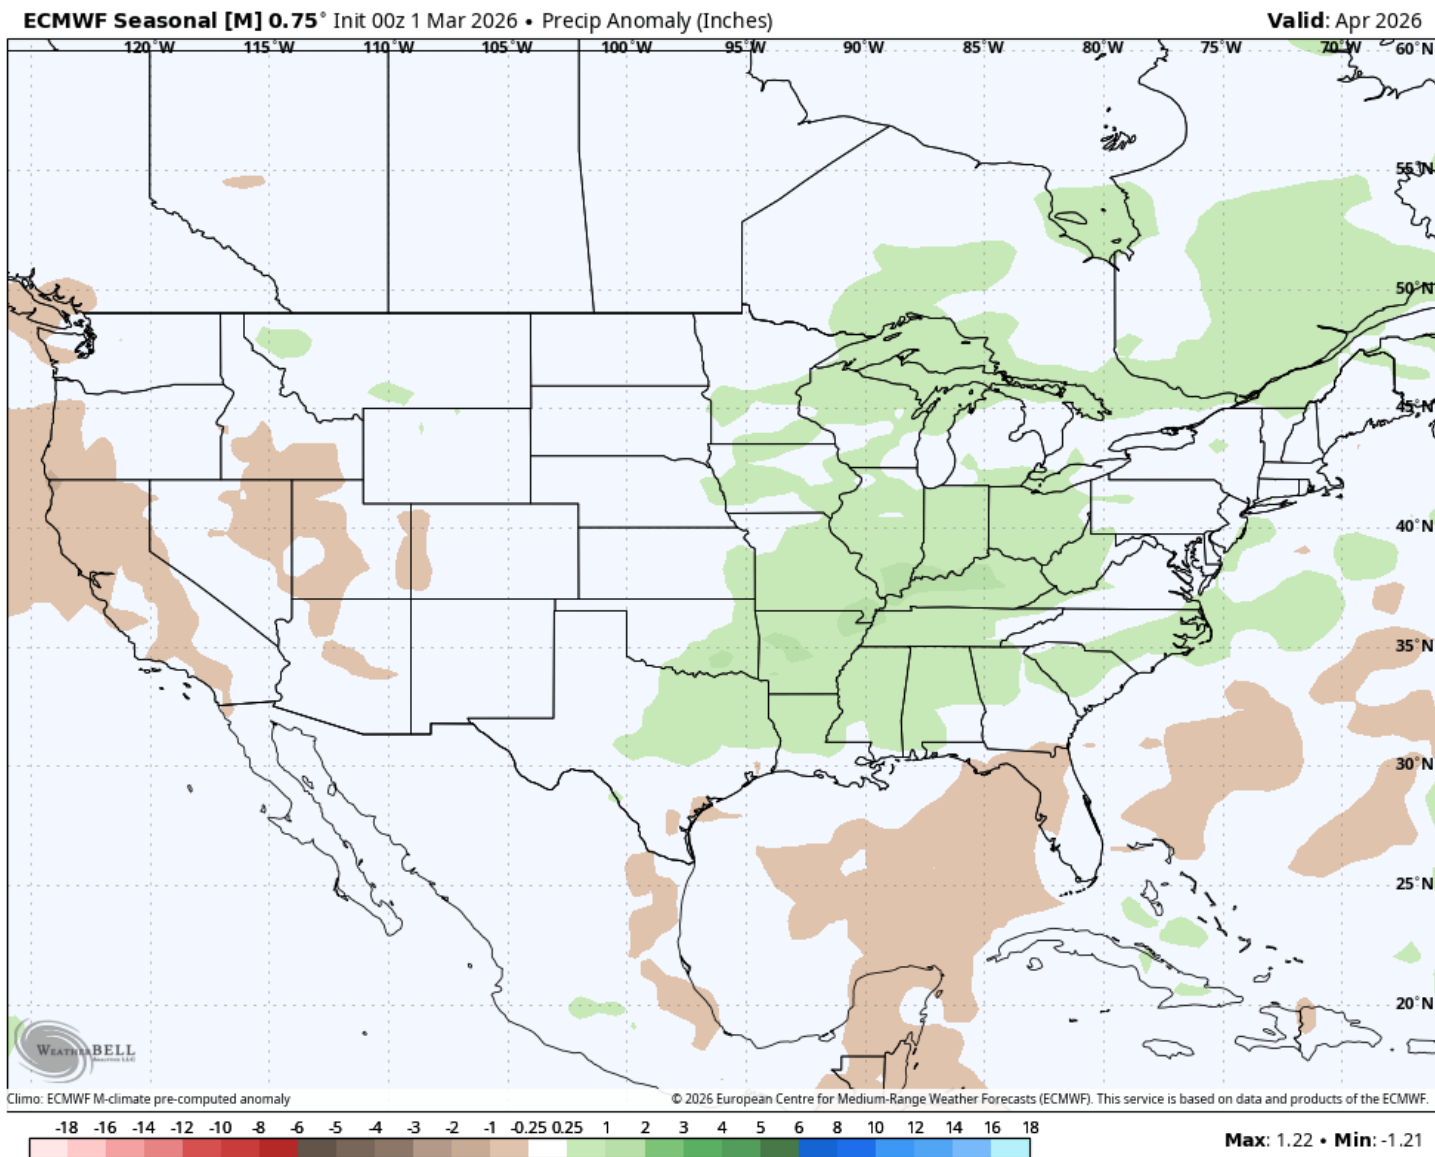 ECMWF Seasonal [M] 0.75° Init 00z 1 Mar 2026 • Precip Anomaly (Inches) Valid: Apr 2026
120°W 115°W 110°W 105°W 100°W 95°W 90°W 85°W 80°W 75°W 70°W 60°N
55°N
50°N
45°N
40°N
35°N
30°N
25°N
20°N
WEATHERBELL
Climo: ECMWF M-climate pre-computed anomaly © 2026 European Centre for Medium-Range Weather Forecasts (ECMWF). This service is based on data and products of the ECMWF.
-18 -16 -14 -12 -10 -8 -6 -5 -4 -3 -2 -1 -0.25 0.25 1 2 3 4 5 6 8 10 12 14 16 18
Max: 1.22 • Min: -1.21